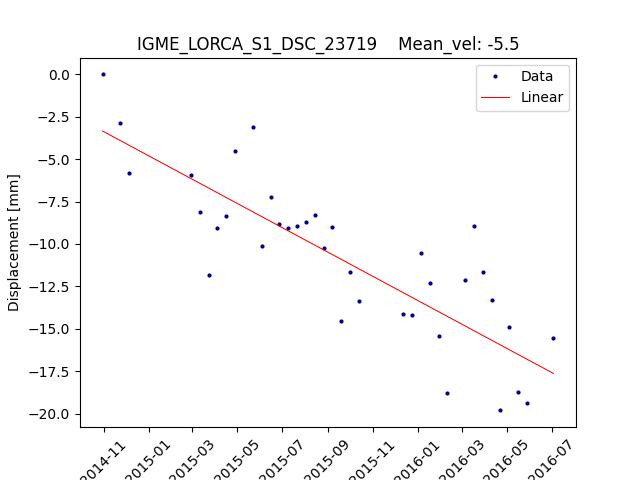 IGME_LORCA_S1_DSC_23719    Mean_vel: -5.5
Data
Linear
Displacement [mm]
0.0
−2.5
−5.0
−7.5
−10.0
−12.5
−15.0
−17.5
−20.0
2014-11 2015-01 2015-03 2015-05 2015-07 2015-09 2015-11 2016-01 2016-03 2016-05 2016-07